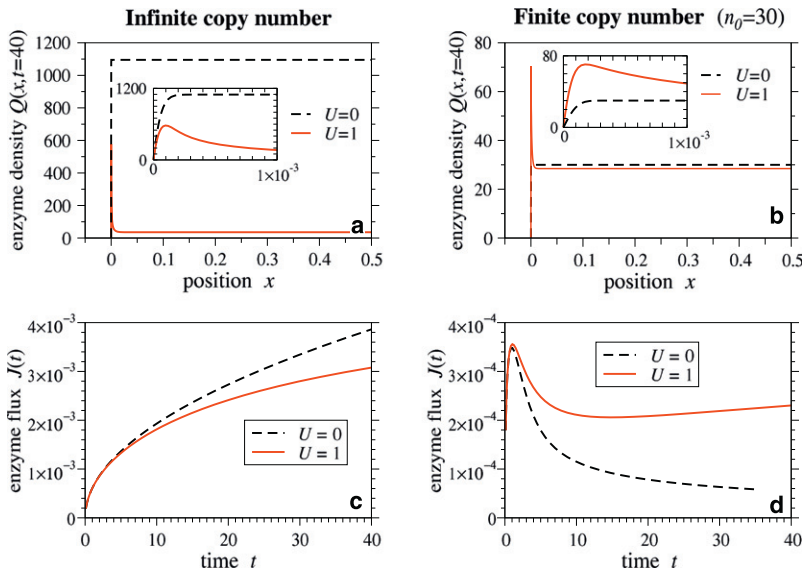 Infinite copy number
enzyme density Q(x,t=40)
1200
1000
800
600
400
200
0
0
0.1
0.2
0.3
0.4
0.5
position x
1200
0
0
1×10⁻³
U=0
U=1
a
Finite copy number (n₀=30)
enzyme density Q(x,t=40)
80
60
40
20
0
0
0.1
0.2
0.3
0.4
0.5
position x
80
40
0
0
1×10⁻³
U=0
U=1
b
enzyme flux J(t)
4×10⁻³
3×10⁻³
2×10⁻³
1×10⁻³
0
0
10
20
30
40
time t
U = 0
U = 1
c
enzyme flux J(t)
4×10⁻⁴
2×10⁻⁴
1×10⁻⁴
0
0
10
20
30
40
time t
U = 0
U = 1
d